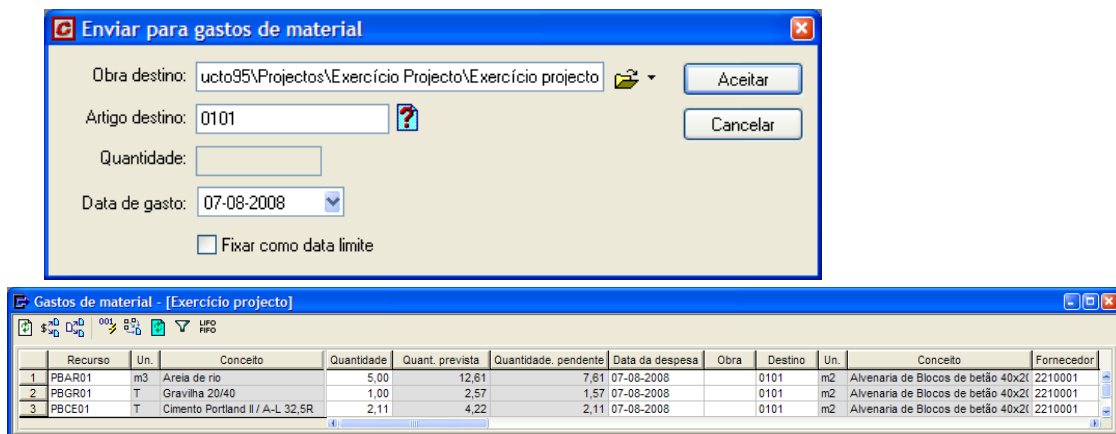 Enviar para gastos de material
Obra destino: ucto95\Projectos\Exercício Projecto\Exercício projecto Aceitar
Artigo destino: 0101 Cancelar
Quantidade:
Data de gasto: 07-08-2008
Fixar como data limite
Gastos de material - [Exercício projecto]
LIFO
FIFO
Recurso Un. Conceito Quantidade Quant. prevista Quantidade. pendente Data da despesa Obra Destino Un. Conceito Fornecedor
1 PBAR01 m3 Areia de rio 5,00 12,61 7,61 07-08-2008 0101 m2 Alvenaria de Blocos de betão 40x2( 2210001
2 PBGR01 T Gravilha 20/40 1,00 2,57 1,57 07-08-2008 0101 m2 Alvenaria de Blocos de betão 40x2( 2210001
3 PBCE01 T Cimento Portland II / A-L 32,5R 2,11 4,22 2,11 07-08-2008 0101 m2 Alvenaria de Blocos de betão 40x2( 2210001